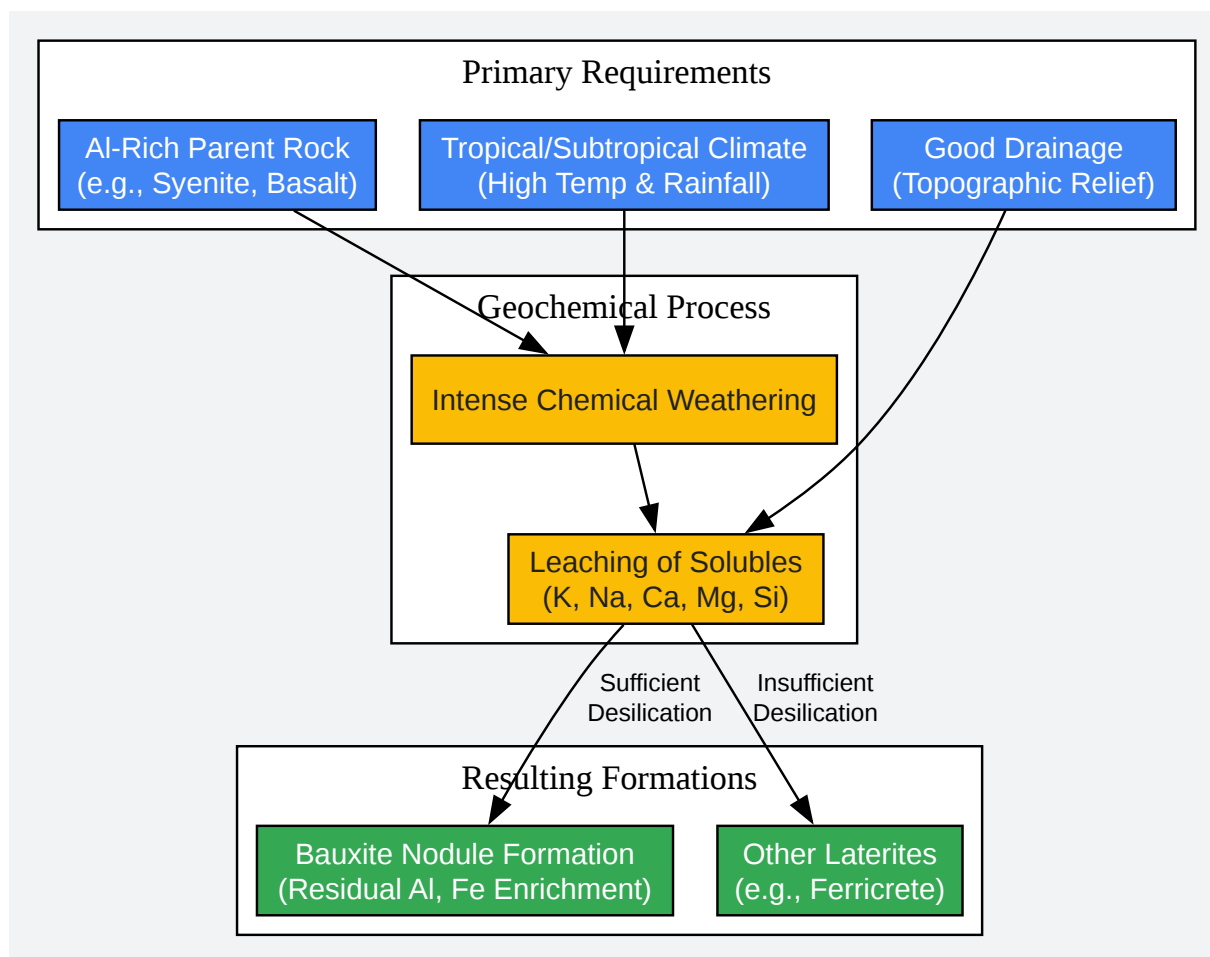 Primary Requirements
Al-Rich Parent Rock
(e.g., Syenite, Basalt)
Tropical/Subtropical Climate
(High Temp & Rainfall)
Good Drainage
(Topographic Relief)
Geochemical Process
Intense Chemical Weathering
Leaching of Solubles
(K, Na, Ca, Mg, Si)
Sufficient
Desilication
Insufficient
Desilication
Resulting Formations
Bauxite Nodule Formation
(Residual Al, Fe Enrichment)
Other Laterites
(e.g., Ferricrete)